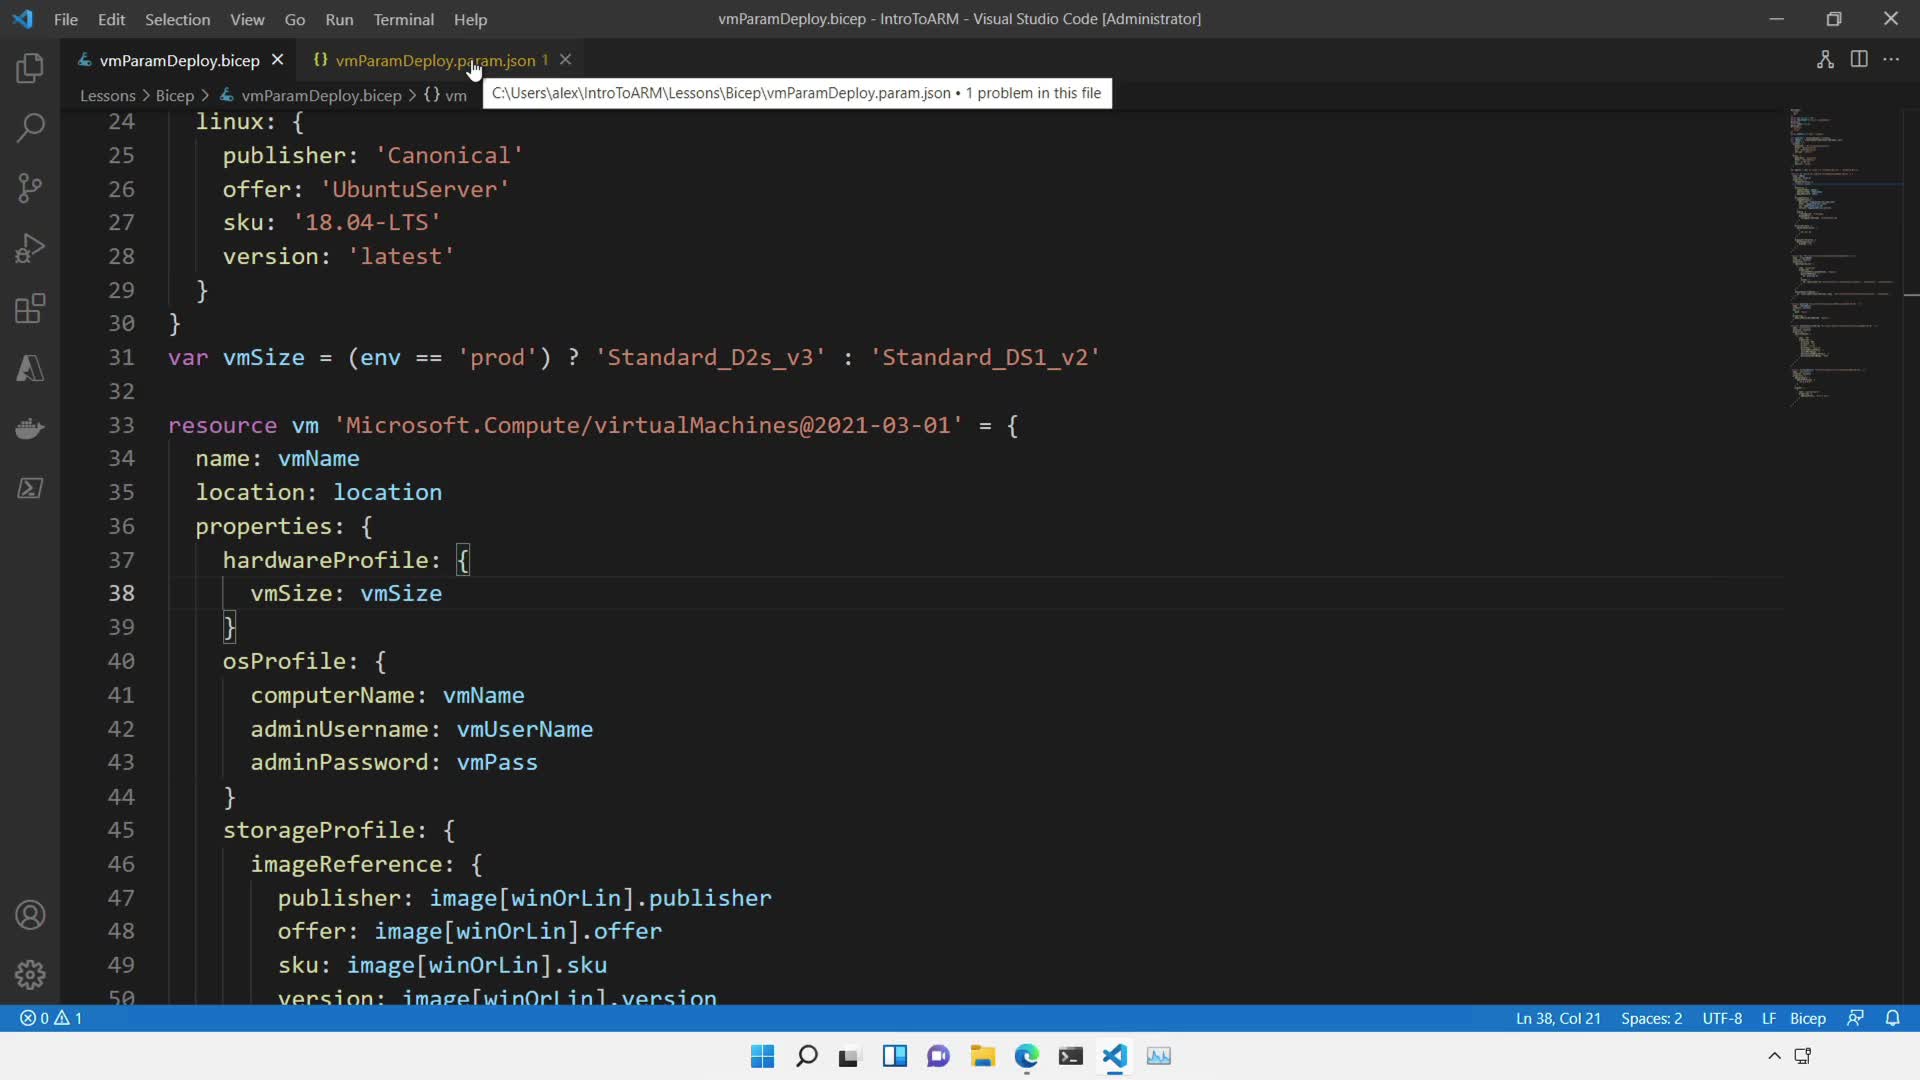 File Edit Selection View Go Run Terminal Help
vmParamDeploy.bicep - IntroToARM - Visual Studio Code [Administrator]
vmParamDeploy.bicep
vmParamDeploy.param.json 1
Lessons > Bicep > vmParamDeploy.bicep > {} vm
C:\Users\alex\IntroToARM\Lessons\Bicep\vmParamDeploy.param.json • 1 problem in this file
24 linux: {
25 publisher: 'Canonical'
26 offer: 'UbuntuServer'
27 sku: '18.04-LTS'
28 version: 'latest'
29 }
30 }
31 var vmSize = (env == 'prod') ? 'Standard_D2s_v3' : 'Standard_DS1_v2'
32
33 resource vm 'Microsoft.Compute/virtualMachines@2021-03-01' = {
34 name: vmName
35 location: location
36 properties: {
37 hardwareProfile: {
38 vmSize: vmSize
39 }
40 osProfile: {
41 computerName: vmName
42 adminUsername: vmUserName
43 adminPassword: vmPass
44 }
45 storageProfile: {
46 imageReference: {
47 publisher: image[winOrLin].publisher
48 offer: image[winOrLin].offer
49 sku: image[winOrLin].sku
50 version: image[winOrLin].version
0 1
Ln 38, Col 21 Spaces: 2 UTF-8 LF Bicep